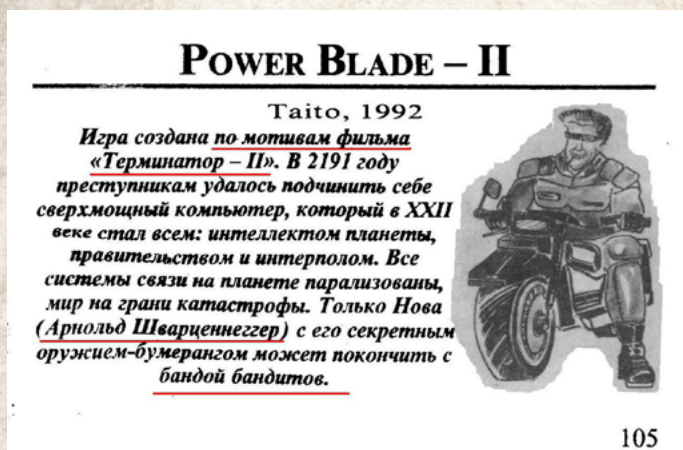 POWER BLADE – II
Taito, 1992
Игра создана по мотивам фильма
«Терминатор – II». В 2191 году
преступникам удалось подчинить себе
сверхмощный компьютер, который в XXII
веке стал всем: интеллектом планеты,
правительством и интерполом. Все
системы связи на планете парализованы,
мир на грани катастрофы. Только Нова
(Арнольд Шварценнеггер) с его секретным
оружием-бумерангом может покончить с
бандой бандитов.
105